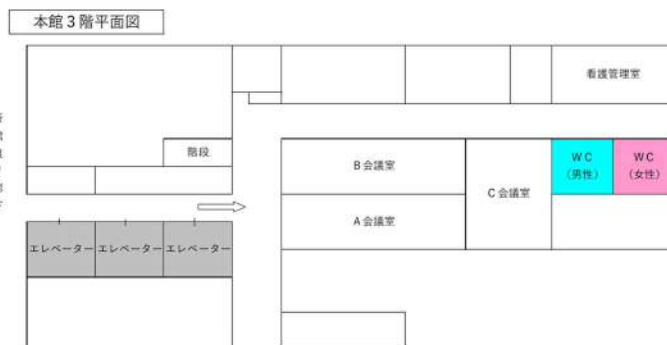 本館３階平面図
看護管理室
階段
B会議室
WC
（男性）
WC
（女性）
C会議室
A会議室
エレベーター
エレベーター
エレベーター